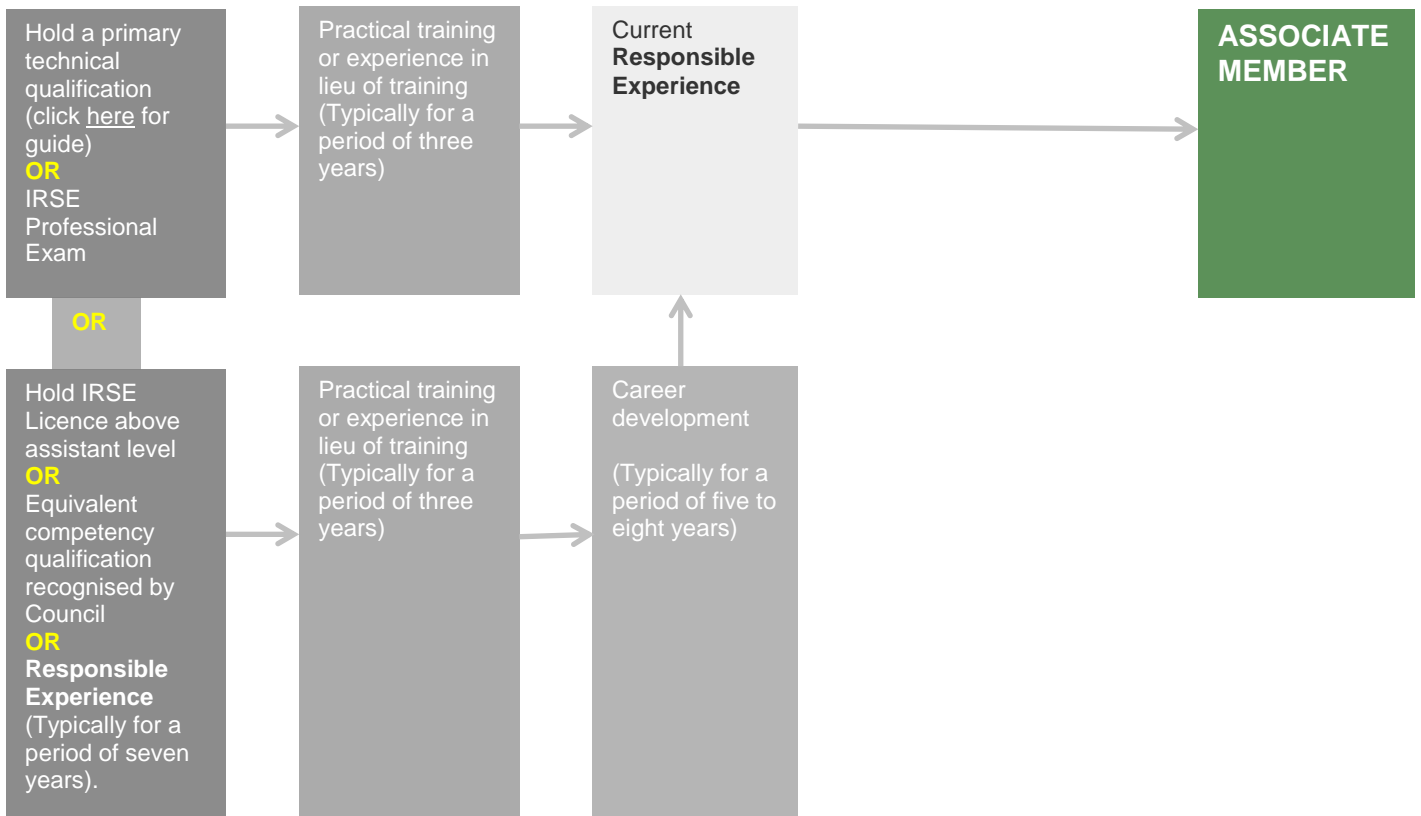 Hold a primary
technical
qualification
(click here for
guide)
OR
IRSE
Professional
Exam
Practical training
or experience in
lieu of training
(Typically for a
period of three
years)
Current
Responsible
Experience
ASSOCIATE
MEMBER
OR
Hold IRSE
Licence above
assistant level
OR
Equivalent
competency
qualification
recognised by
Council
OR
Responsible
Experience
(Typically for a
period of seven
years).
Practical training
or experience in
lieu of training
(Typically for a
period of three
years)
Career
development
(Typically for a
period of five to
eight years)